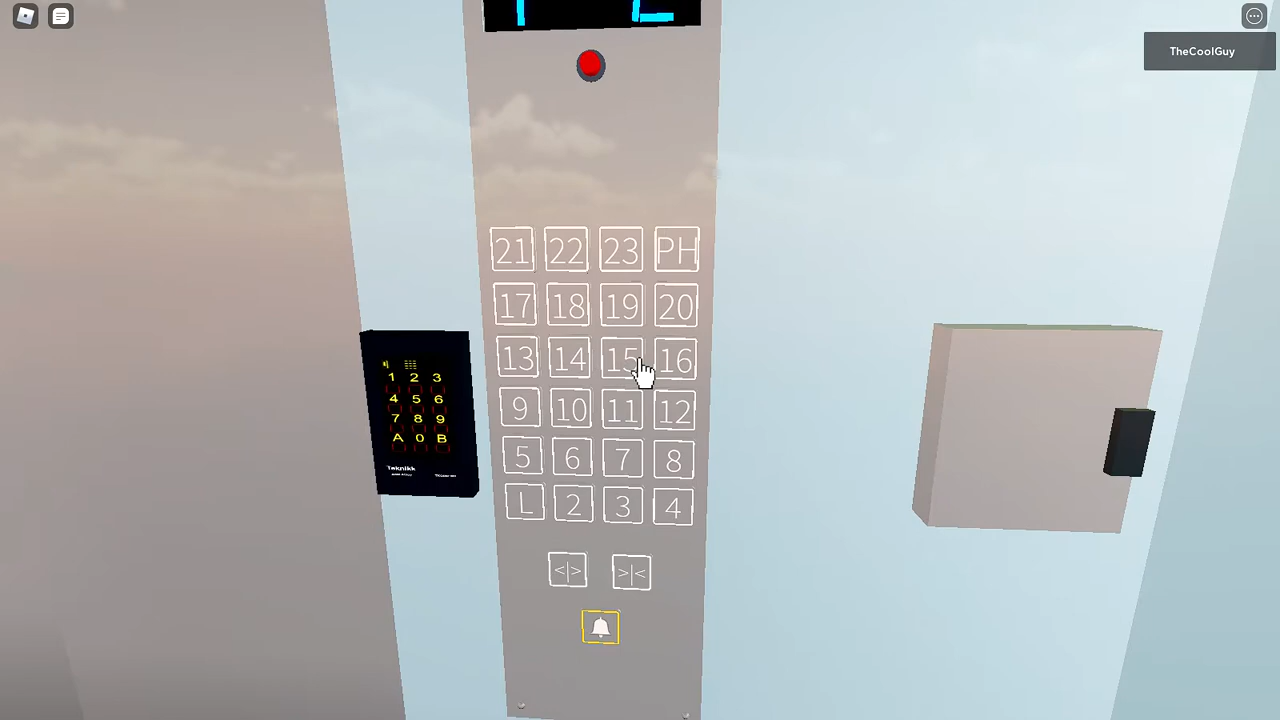 TheCoolGuy
21 22 23 PH
17 18 19 20
13 14 15 16
9 10 11 12
5 6 7 8
L 2 3 4
<|> >|<
1 2 3
4 5 6
7 8 9
A 0 B
Teknikk